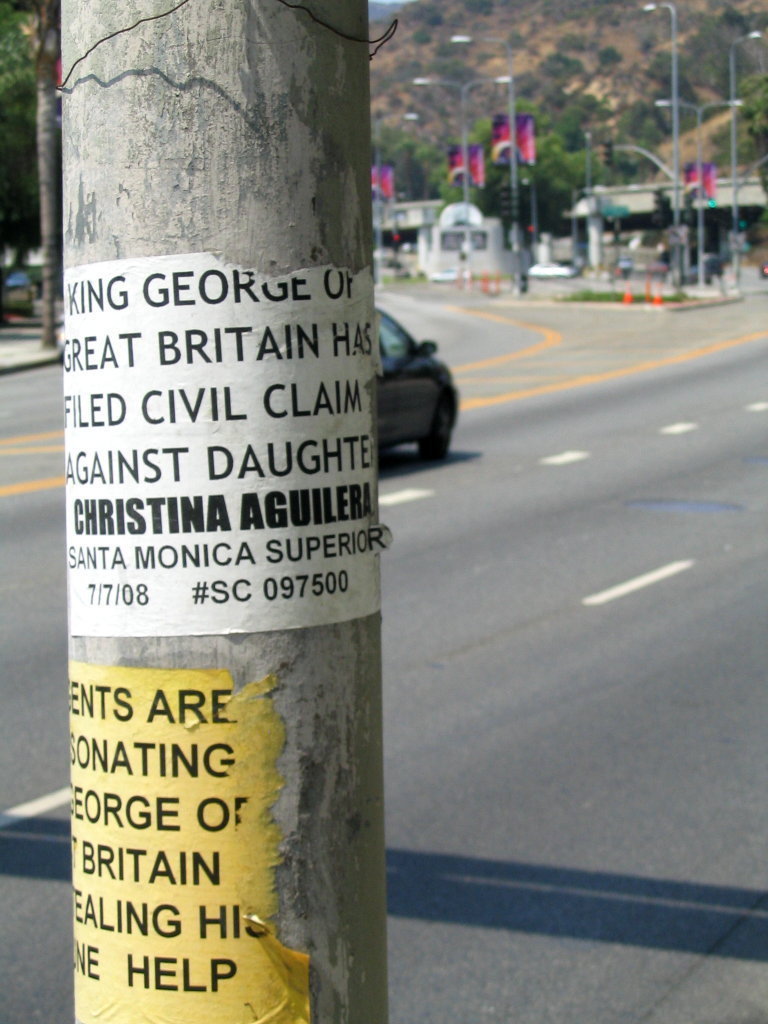 KING GEORGE OF
GREAT BRITAIN HAS
FILED CIVIL CLAIM
AGAINST DAUGHTE
CHRISTINA AGUILERA
SANTA MONICA SUPERIOR
7/7/08 #SC 097500
ENTS ARE
SONATING
EORGE OF
T BRITAIN
EALING HIS
NE HELP